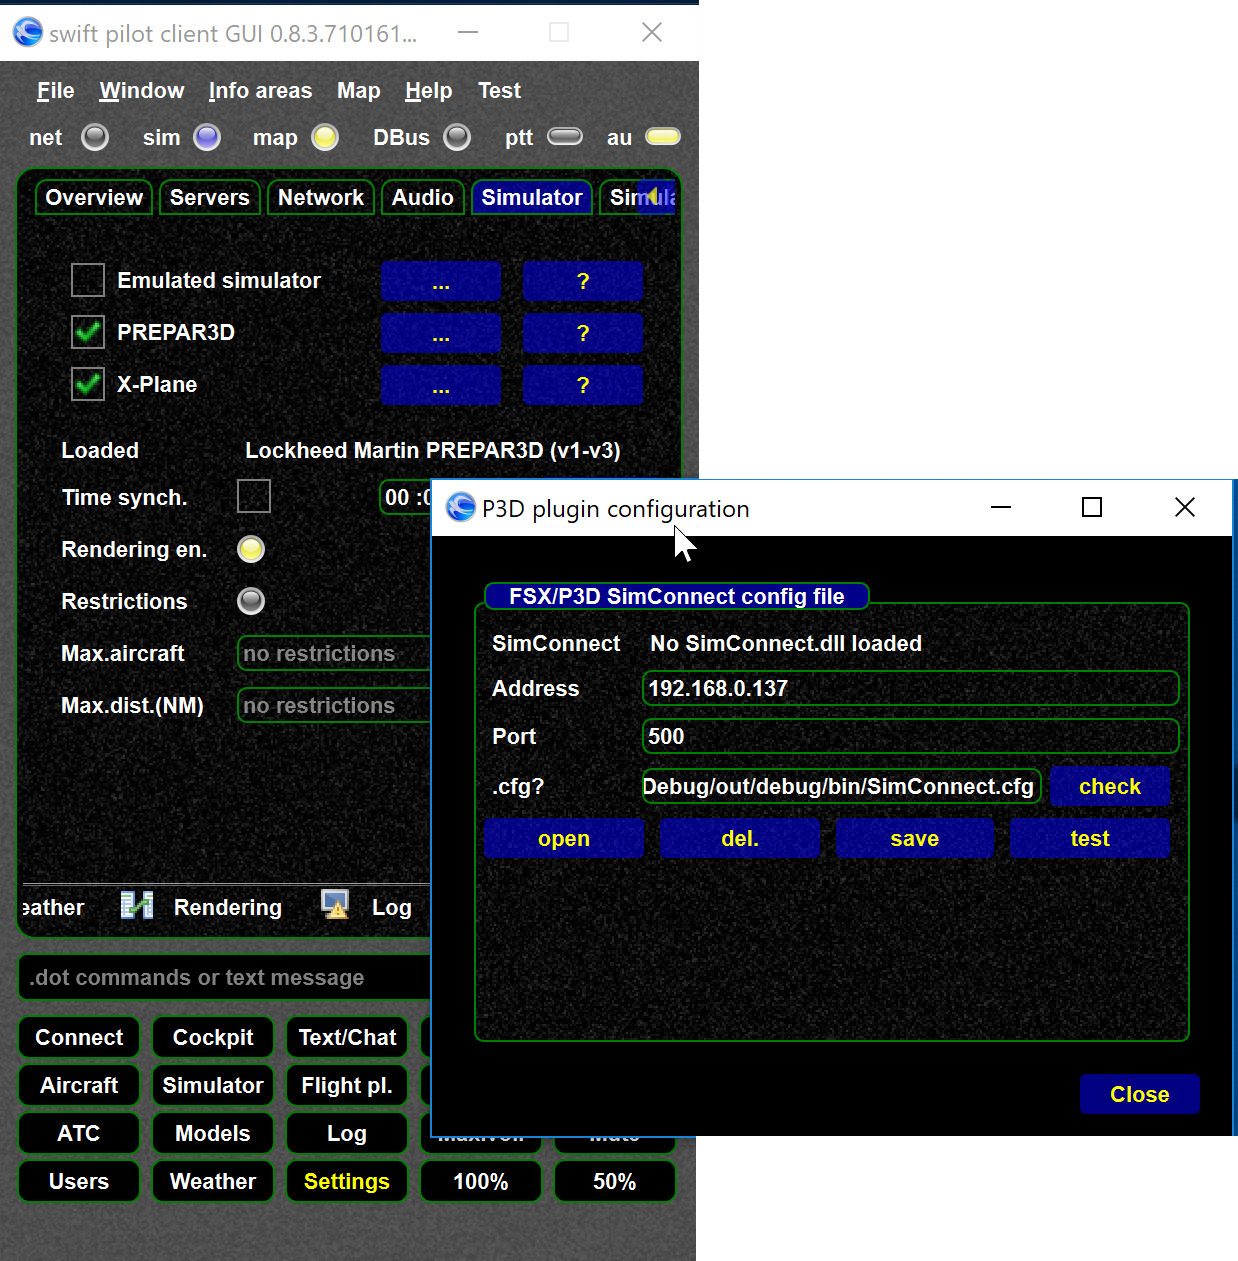 swift pilot client GUI 0.8.3.710161...
File Window Info areas Map Help Test
net sim map DBus ptt au
Overview Servers Network Audio Simulator
Emulated simulator ... ?
PREPAR3D ... ?
X-Plane ... ?
Loaded Lockheed Martin PREPAR3D (v1-v3)
Time synch. 00 :0
Rendering en.
Restrictions
Max.aircraft no restrictions
Max.dist.(NM) no restrictions
eather Rendering Log
.dot commands or text message
Connect Cockpit Text/Chat
Aircraft Simulator Flight pl.
ATC Models Log
Users Weather Settings 100% 50%
P3D plugin configuration
FSX/P3D SimConnect config file
SimConnect No SimConnect.dll loaded
Address 192.168.0.137
Port 500
.cfg? Debug/out/debug/bin/SimConnect.cfg check
open del. save test
Close